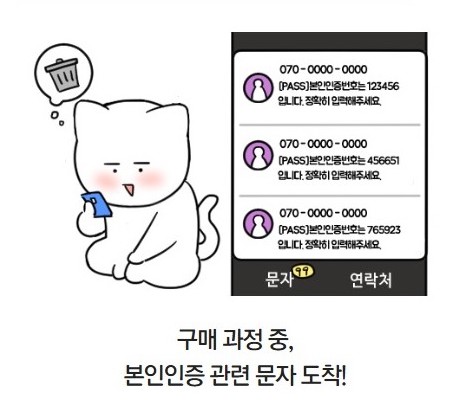 070 - 0000 - 0000
[PASS]본인인증번호는 123456
입니다. 정확히 입력해주세요.
070 - 0000 - 0000
[PASS]본인인증번호는 456651
입니다. 정확히 입력해주세요.
070 - 0000 - 0000
[PASS]본인인증번호는 765923
입니다. 정확히 입력해주세요.
문자 99 연락처
구매 과정 중,
본인인증 관련 문자 도착!